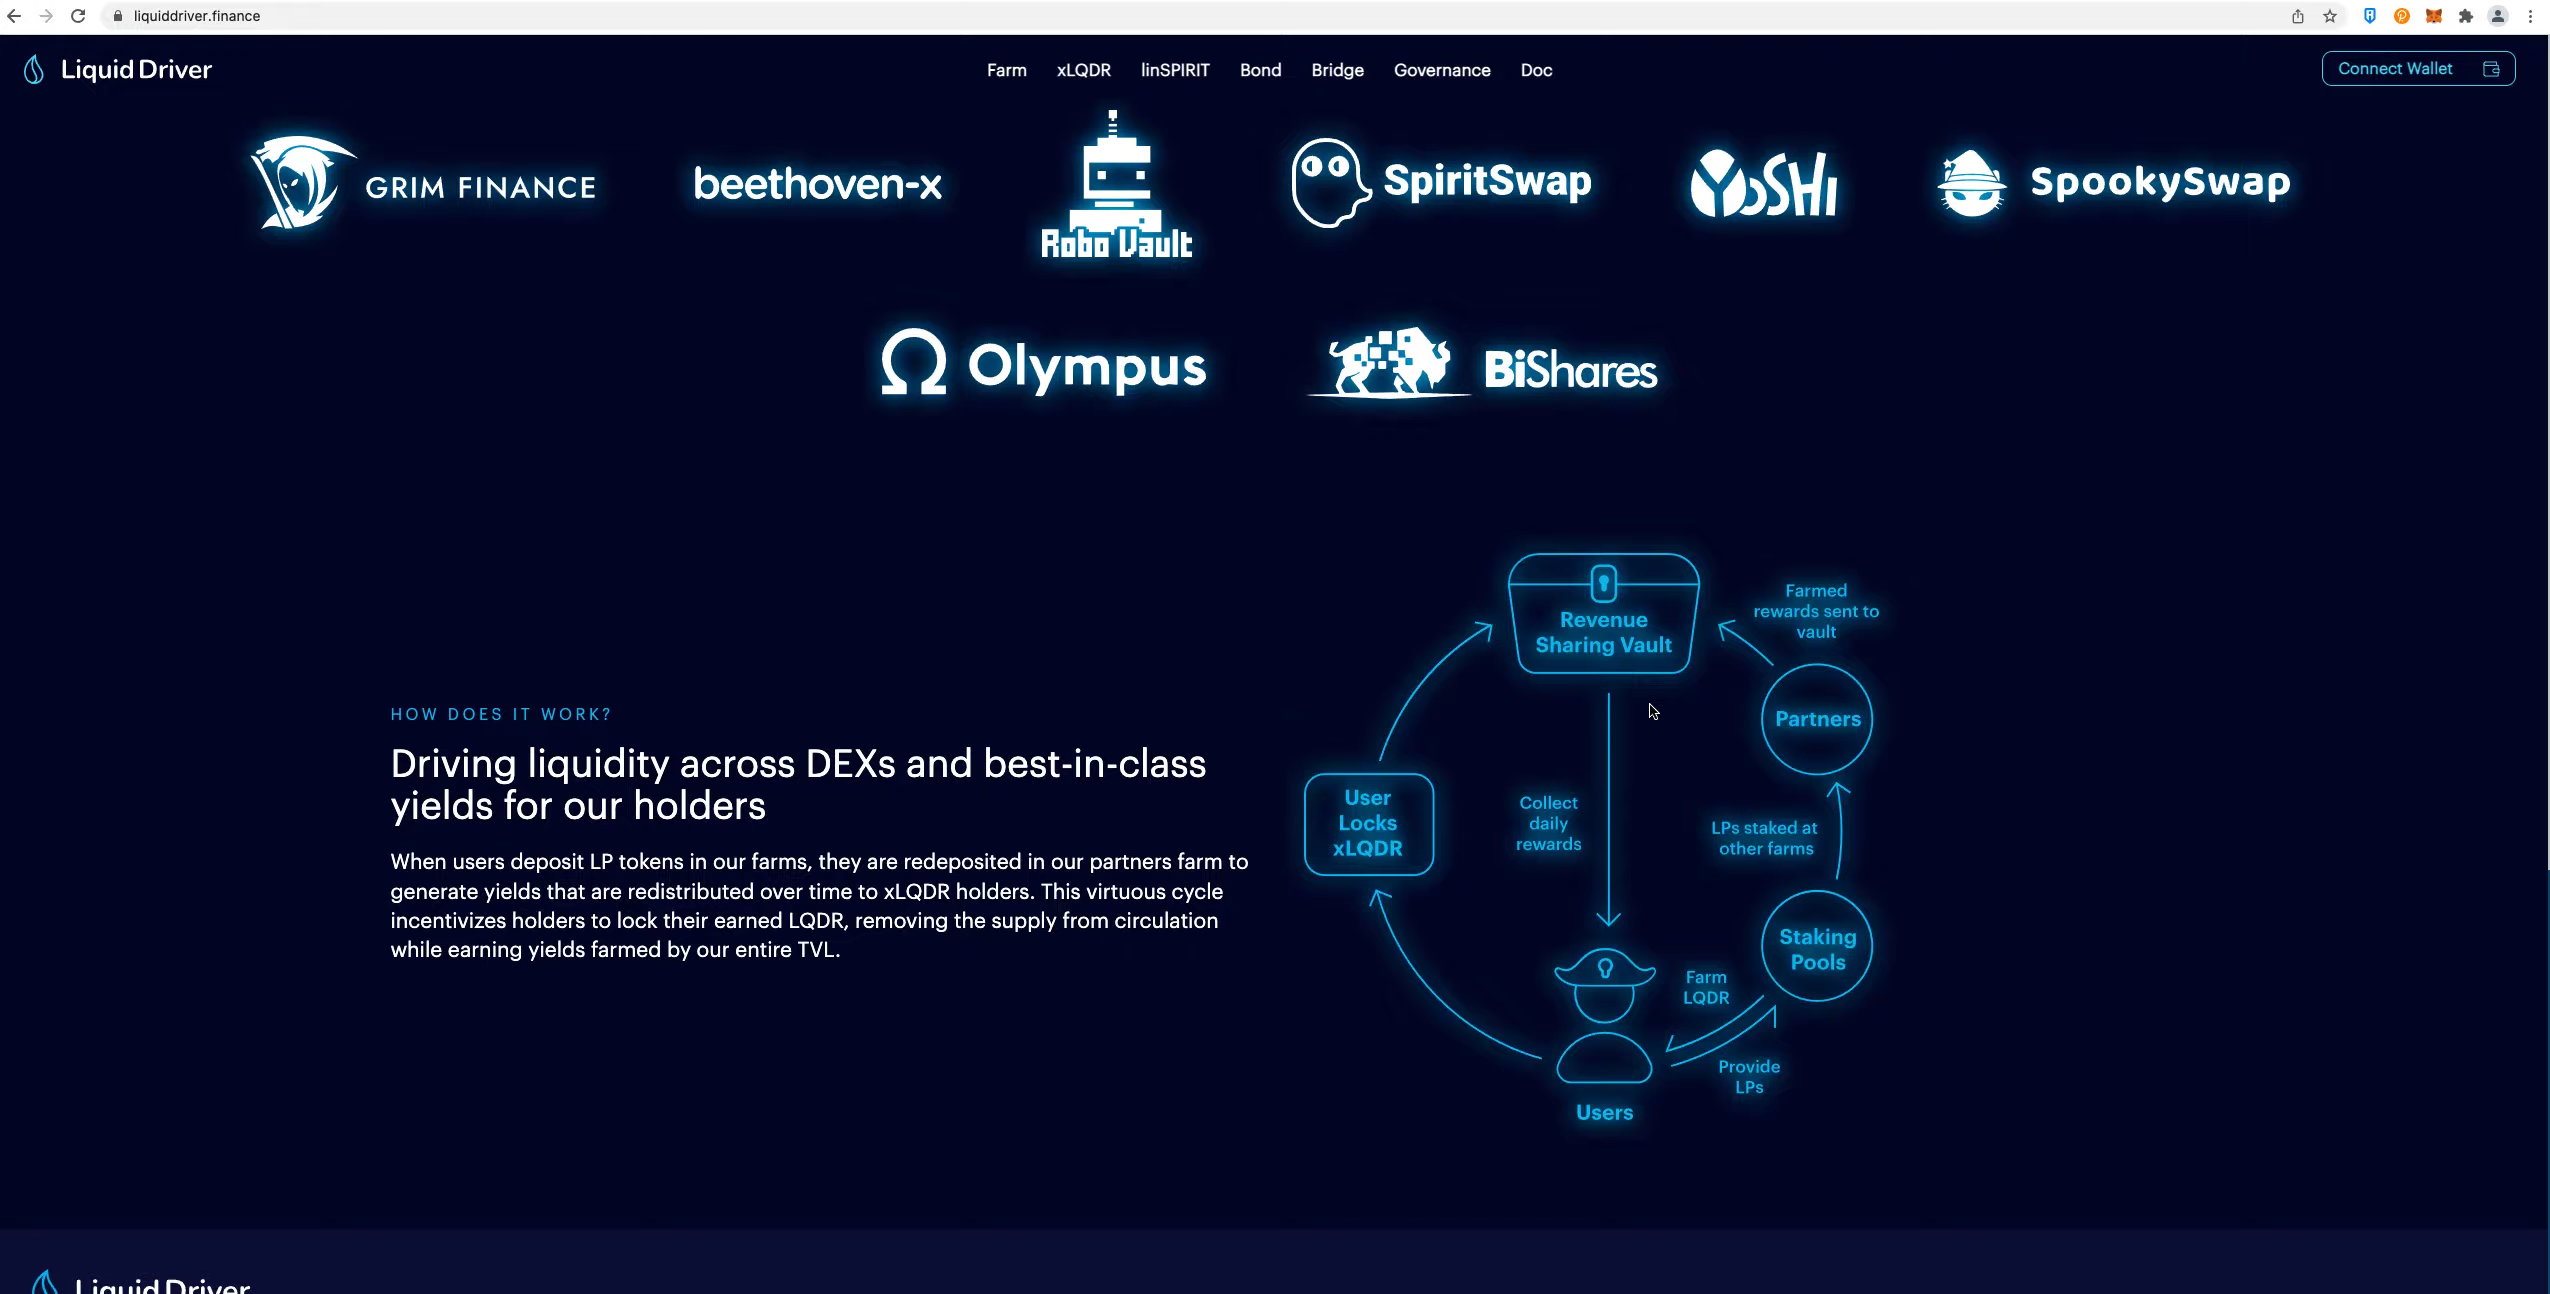 liquiddriver.finance
Liquid Driver
Farm xLQDR linSPIRIT Bond Bridge Governance Doc
Connect Wallet
GRIM FINANCE
beethoven-x
Robo Vault
SpiritSwap
YOSHI
SpookySwap
Olympus
BiShares
HOW DOES IT WORK?
Driving liquidity across DEXs and best-in-class
yields for our holders
When users deposit LP tokens in our farms, they are redeposited in our partners farm to
generate yields that are redistributed over time to xLQDR holders. This virtuous cycle
incentivizes holders to lock their earned LQDR, removing the supply from circulation
while earning yields farmed by our entire TVL.
Revenue
Sharing Vault
Farmed
rewards sent to
vault
Partners
User
Locks
xLQDR
Collect
daily
rewards
LPs staked at
other farms
Staking
Pools
Farm
LQDR
Provide
LPs
Users
Liquid Driver